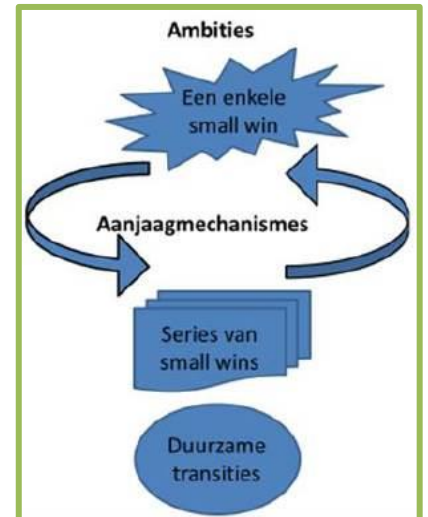 Ambities
Een enkele
small win
Aanjaagmechanismes
Series van
small wins
Duurzame
transities